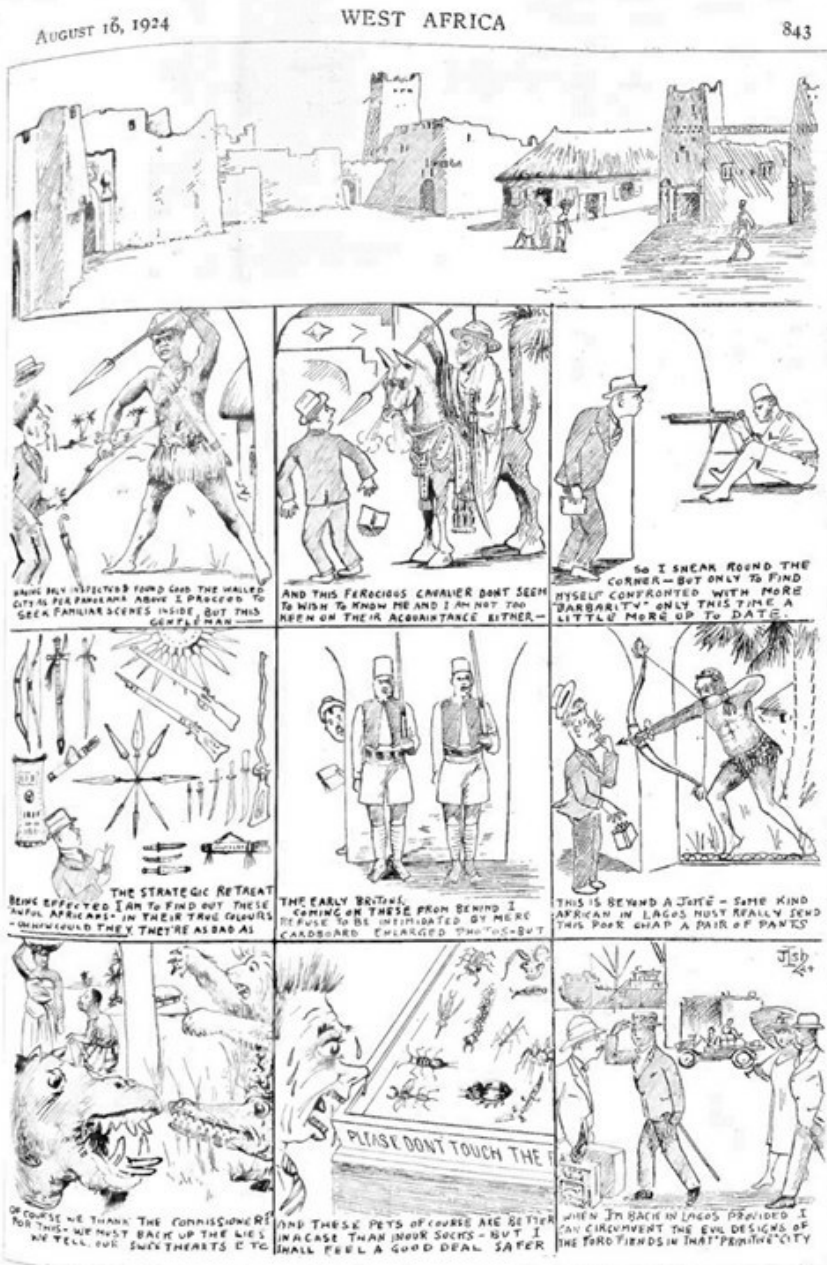 AUGUST 16, 1924
WEST AFRICA
843
HAVING DULY INSPECTED & FOUND GOOD THE WALLED
CITY AS PER PANORAMA ABOVE I PROCEED TO
SEEK FAMILIAR SCENES INSIDE, BUT THIS
GENTLEMAN —
AND THIS FEROCIOUS CAVALIER DONT SEEM
TO WISH TO KNOW ME AND I AM NOT TOO
KEEN ON THEIR ACQUAINTANCE EITHER—
SO I SNEAK ROUND THE
CORNER — BUT ONLY TO FIND
MYSELF CONFRONTED WITH MORE
"BARBARITY" ONLY THIS TIME A
LITTLE MORE UP TO DATE.
THE STRATEGIC RETREAT
BEING EFFECTED I AM TO FIND OUT THESE
"AWFUL AFRICANS" IN THEIR TRUE COLOURS
COULD THEY. THEY'RE AS BAD AS
THE EARLY BRITONS.
COMING ON THESE FROM BEHIND I
REFUSE TO BE INTIMIDATED BY MERE
CARDBOARD ENLARGED PHOTOS—BUT
THIS IS BEYOND A JOKE — SOME KIND
AFRICAN IN LAGOS MUST REALLY SEND
THIS POOR CHAP A PAIR OF PANTS
OF COURSE WE THANK THE COMMISSIONERS
FOR THIS — WE MUST BACK UP THE LIES
WE TELL OUR SWEETHEARTS ETC
PLEASE DONT TOUCH THE
AND THESE PETS OF COURSE ARE BETTER
IN A CASE THAN IN OUR SOCKS — BUT I
SHALL FEEL A GOOD DEAL SAFER
WHEN I'M BACK IN LAGOS PROVIDED I
CAN CIRCUMVENT THE EVIL DESIGNS OF
THE FORD FIENDS IN THAT "PRIMITIVE" CITY